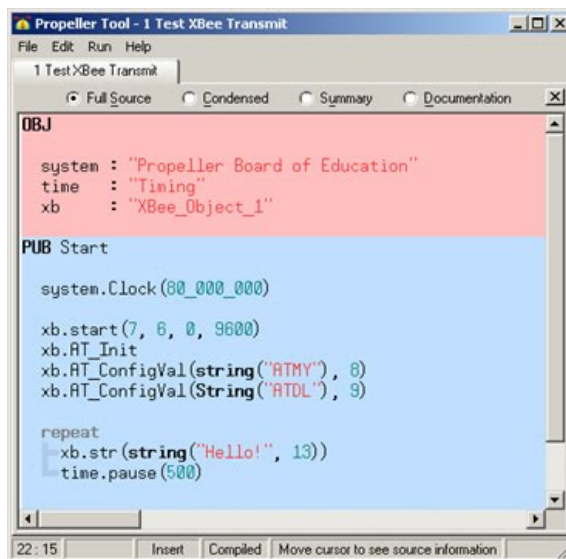 Propeller Tool - 1 Test XBee Transmit
File Edit Run Help
1 Test XBee Transmit
Full Source Condensed Summary Documentation
OBJ
system : "Propeller Board of Education"
time : "Timing"
xb : "XBee_Object_1"
PUB Start
system.Clock(80_000_000)
xb.start(7, 6, 0, 9600)
xb.AT_Init
xb.AT_ConfigVal(string("ATMY"), 8)
xb.AT_ConfigVal(String("ATDL"), 9)
repeat
xb.str(string("Hello!", 13))
time.pause(500)
22 : 15 Insert Compiled Move cursor to see source information